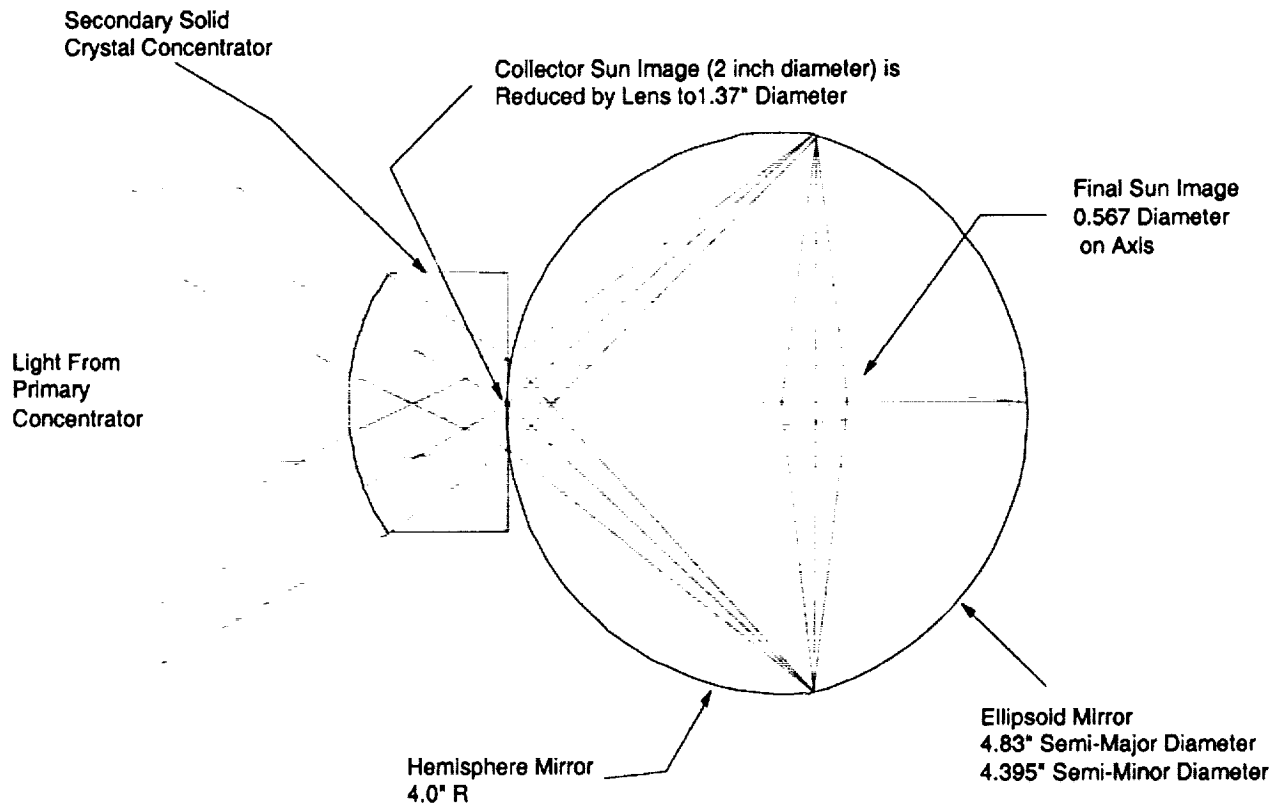 Secondary Solid
Crystal Concentrator
Collector Sun Image (2 inch diameter) is
Reduced by Lens to1.37" Diameter
Final Sun Image
0.567 Diameter
on Axis
Light From
Primary
Concentrator
Ellipsoid Mirror
4.83" Semi-Major Diameter
4.395" Semi-Minor Diameter
Hemisphere Mirror
4.0" R